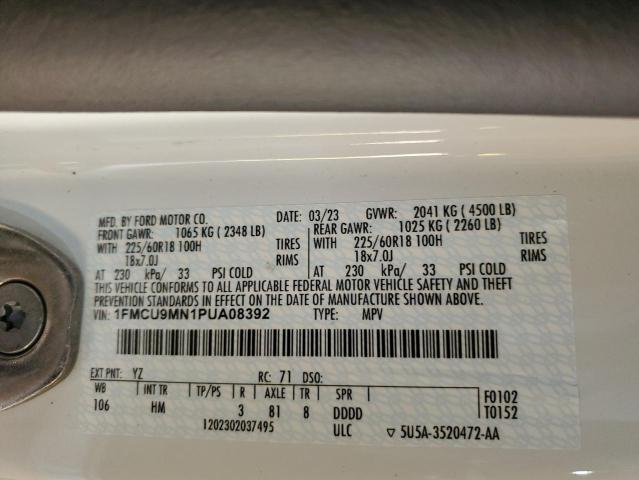 MFD. BY FORD MOTOR CO. DATE: 03/23 GVWR: 2041 KG ( 4500 LB)
FRONT GAWR: 1065 KG ( 2348 LB) REAR GAWR: 1025 KG ( 2260 LB)
WITH 225/60R18 100H TIRES WITH 225/60R18 100H TIRES
18x7.0J RIMS 18x7.0J RIMS
AT 230 kPa/ 33 PSI COLD AT 230 kPa/ 33 PSI COLD
THIS VEHICLE CONFORMS TO ALL APPLICABLE FEDERAL MOTOR VEHICLE SAFETY AND THEFT
PREVENTION STANDARDS IN EFFECT ON THE DATE OF MANUFACTURE SHOWN ABOVE.
VIN: 1FMCU9MN1PUA08392 TYPE: MPV
EXT PNT: YZ RC: 71 DSO:
WB INT TR TP/PS R AXLE TR SPR F0102
106 HM 3 81 8 DDDD T0152
1202302037495 ULC ▽ 5U5A-3520472-AA